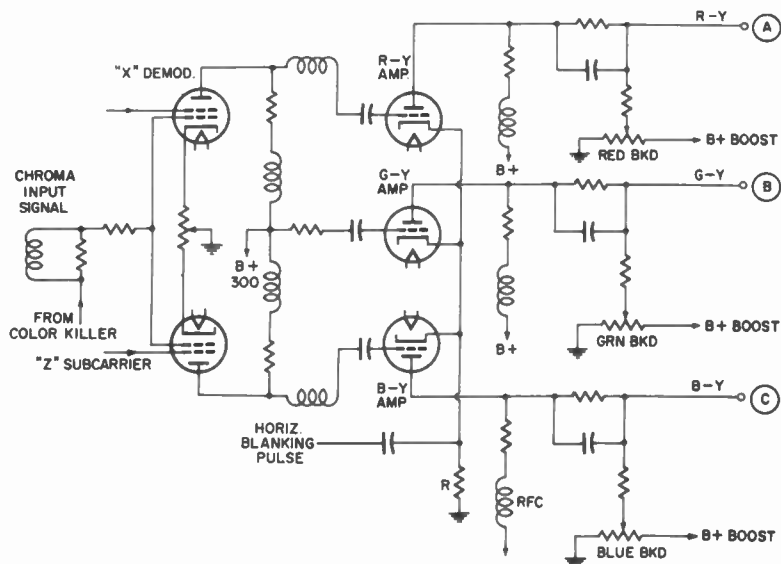 R-Y
A
"X" DEMOD.
R-Y
AMP.
B+ BOOST
RED BKD
B+
CHROMA
INPUT
SIGNAL
G-Y
AMP
G-Y
B
B+
300
FROM
COLOR KILLER
B+
B+ BOOST
GRN BKD
"Z" SUBCARRIER
B-Y
AMP
B-Y
C
HORIZ.
BLANKING
PULSE
R
RFC
B+ BOOST
BLUE BKD